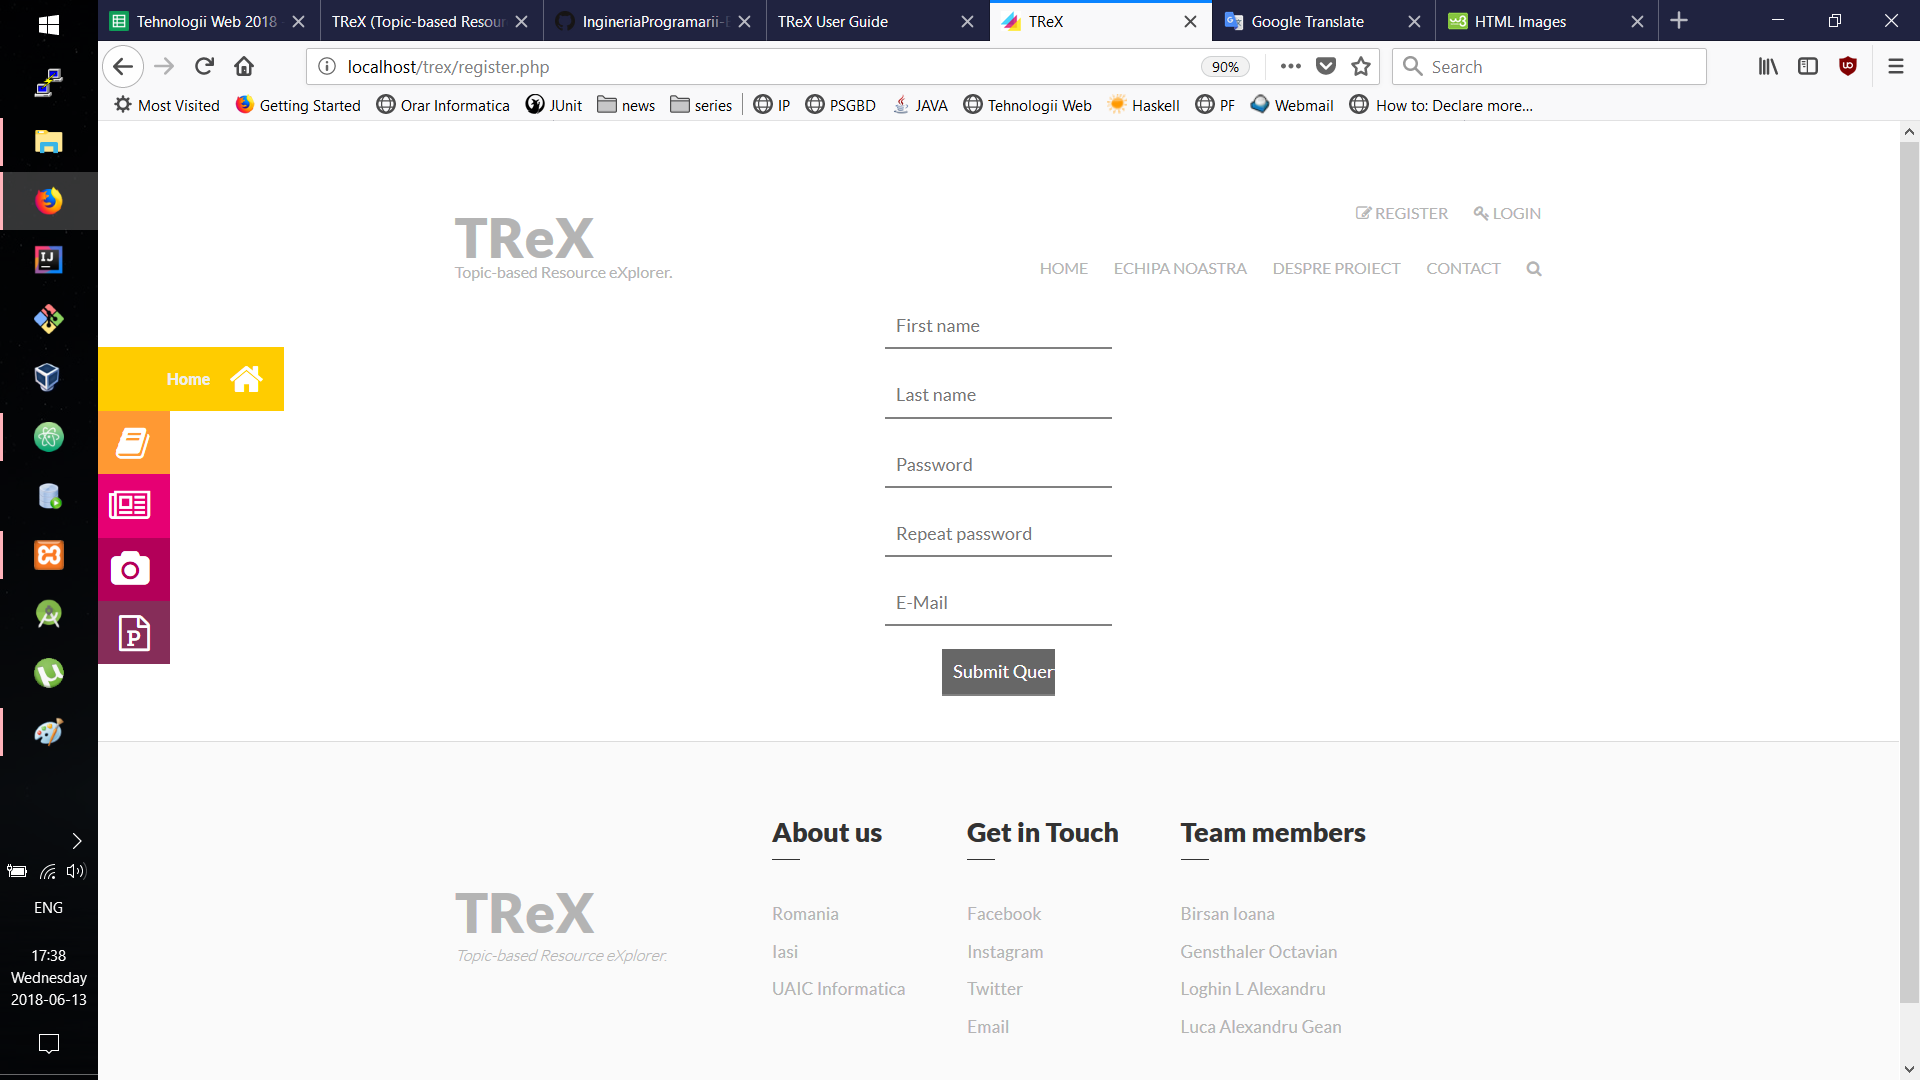 Tehnologii Web 2018
TReX (Topic-based Resou
IngineriaProgramarii-
TReX User Guide
TReX
Google Translate
HTML Images
localhost/trex/register.php
90%
Search
Most Visited
Getting Started
Orar Informatica
JUnit
news
series
IP
PSGBD
JAVA
Tehnologii Web
Haskell
PF
Webmail
How to: Declare more...
REGISTER
LOGIN
TReX
Topic-based Resource eXplorer.
HOME
ECHIPA NOASTRA
DESPRE PROIECT
CONTACT
First name
Last name
Password
Repeat password
E-Mail
Submit Quer
Home
About us
Romania
Iasi
UAIC Informatica
Get in Touch
Facebook
Instagram
Twitter
Email
Team members
Birsan Ioana
Gensthaler Octavian
Loghin L Alexandru
Luca Alexandru Gean
TReX
Topic-based Resource eXplorer.
ENG
17:38
Wednesday
2018-06-13